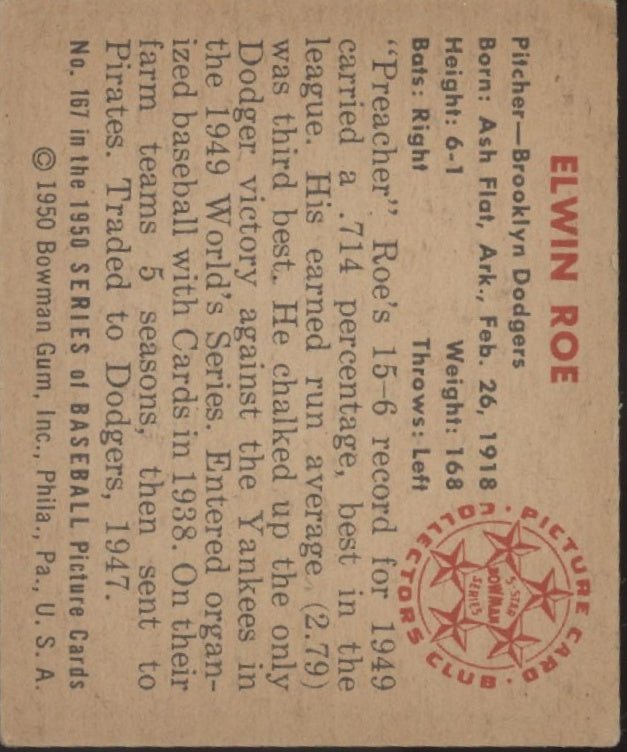 ELWIN ROE
Pitcher—Brooklyn Dodgers
Born: Ash Flat, Ark., Feb. 26, 1918
Height: 6-1 Weight: 168
Bats: Right Throws: Left
PICTURE CARD COLLECTORS CLUB
5-STAR
BOWMAN
SERIES
"Preacher" Roe's 15-6 record for 1949
carried a .714 percentage, best in the
league. His earned run average (2.79)
was third best. He chalked up the only
Dodger victory against the Yankees in
the 1949 World's Series. Entered organ-
ized baseball with Cards in 1938. On their
farm teams 5 seasons, then sent to
Pirates. Traded to Dodgers, 1947.
No. 167 in the 1950 SERIES of BASEBALL Picture Cards
© 1950 Bowman Gum, Inc., Phila., Pa., U. S. A.